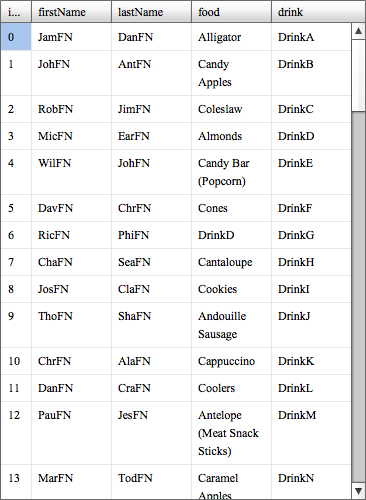 i... firstName lastName food drink
0 JamFN DanFN Alligator DrinkA
1 JohFN AntFN Candy DrinkB
Apples
2 RobFN JimFN Coleslaw DrinkC
3 MicFN EarFN Almonds DrinkD
4 WilFN JohFN Candy Bar DrinkE
(Popcorn)
5 DavFN ChrFN Cones DrinkF
6 RicFN PhiFN DrinkD DrinkG
7 ChaFN SeaFN Cantaloupe DrinkH
8 JosFN ClaFN Cookies DrinkI
9 ThoFN ShaFN Andouille DrinkJ
Sausage
10 ChrFN AlaFN Cappuccino DrinkK
11 DanFN CraFN Coolers DrinkL
12 PauFN JesFN Antelope DrinkM
(Meat Snack
Sticks)
13 MarFN TodFN Caramel DrinkN
Apples